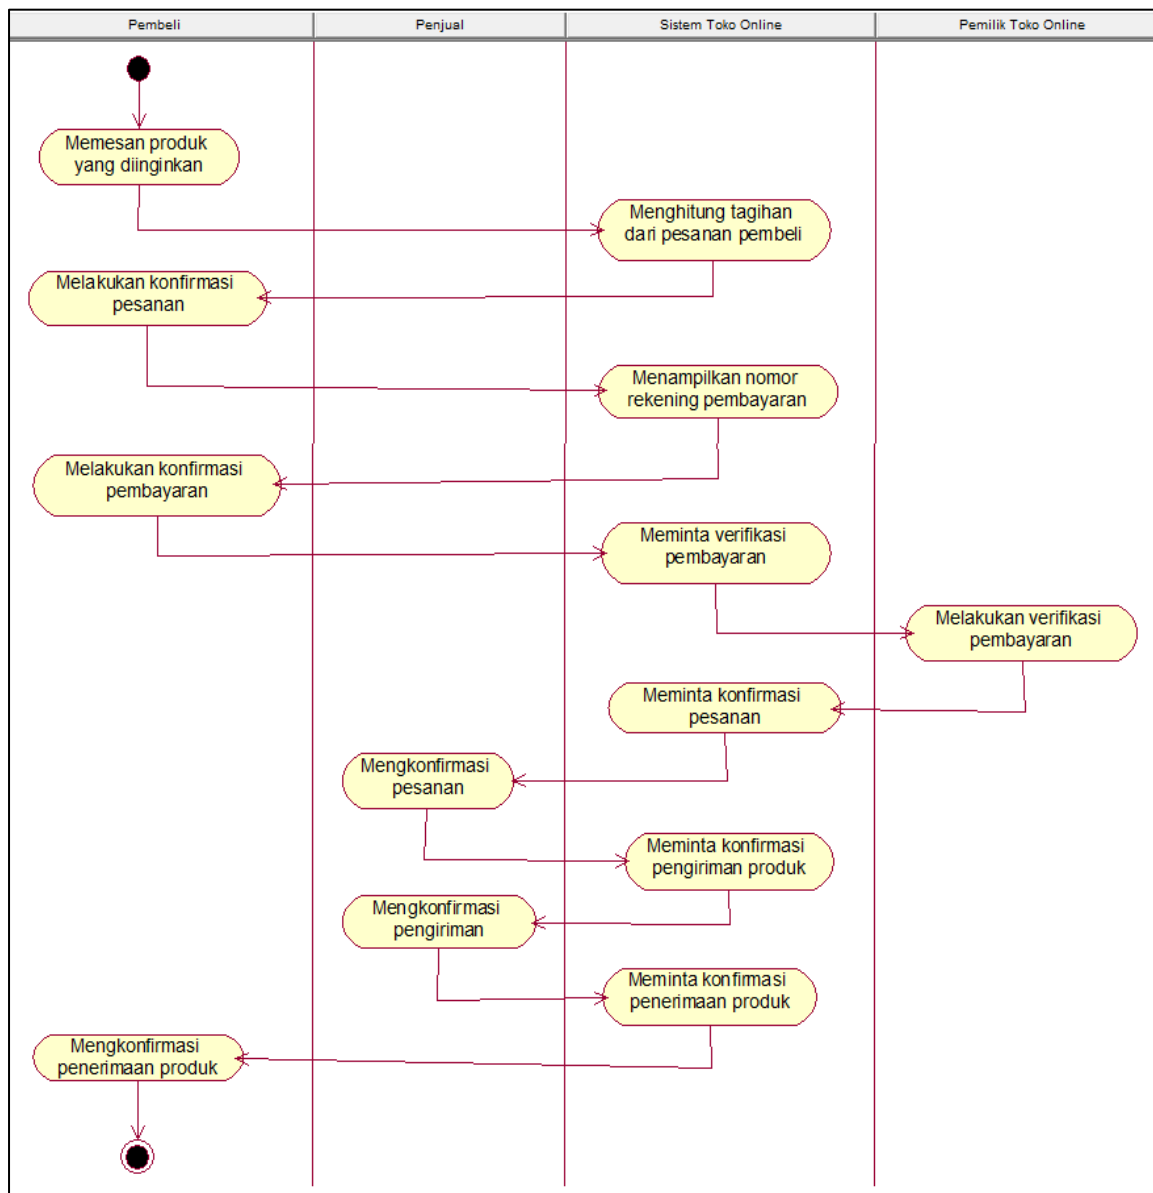 Pembeli
Penjual
Sistem Toko Online
Pemilik Toko Online
Memesan produk
yang diinginkan
Menghitung tagihan
dari pesanan pembeli
Melakukan konfirmasi
pesanan
Menampilkan nomor
rekening pembayaran
Melakukan konfirmasi
pembayaran
Meminta verifikasi
pembayaran
Melakukan verifikasi
pembayaran
Meminta konfirmasi
pesanan
Mengkonfirmasi
pesanan
Meminta konfirmasi
pengiriman produk
Mengkonfirmasi
pengiriman
Meminta konfirmasi
penerimaan produk
Mengkonfirmasi
penerimaan produk